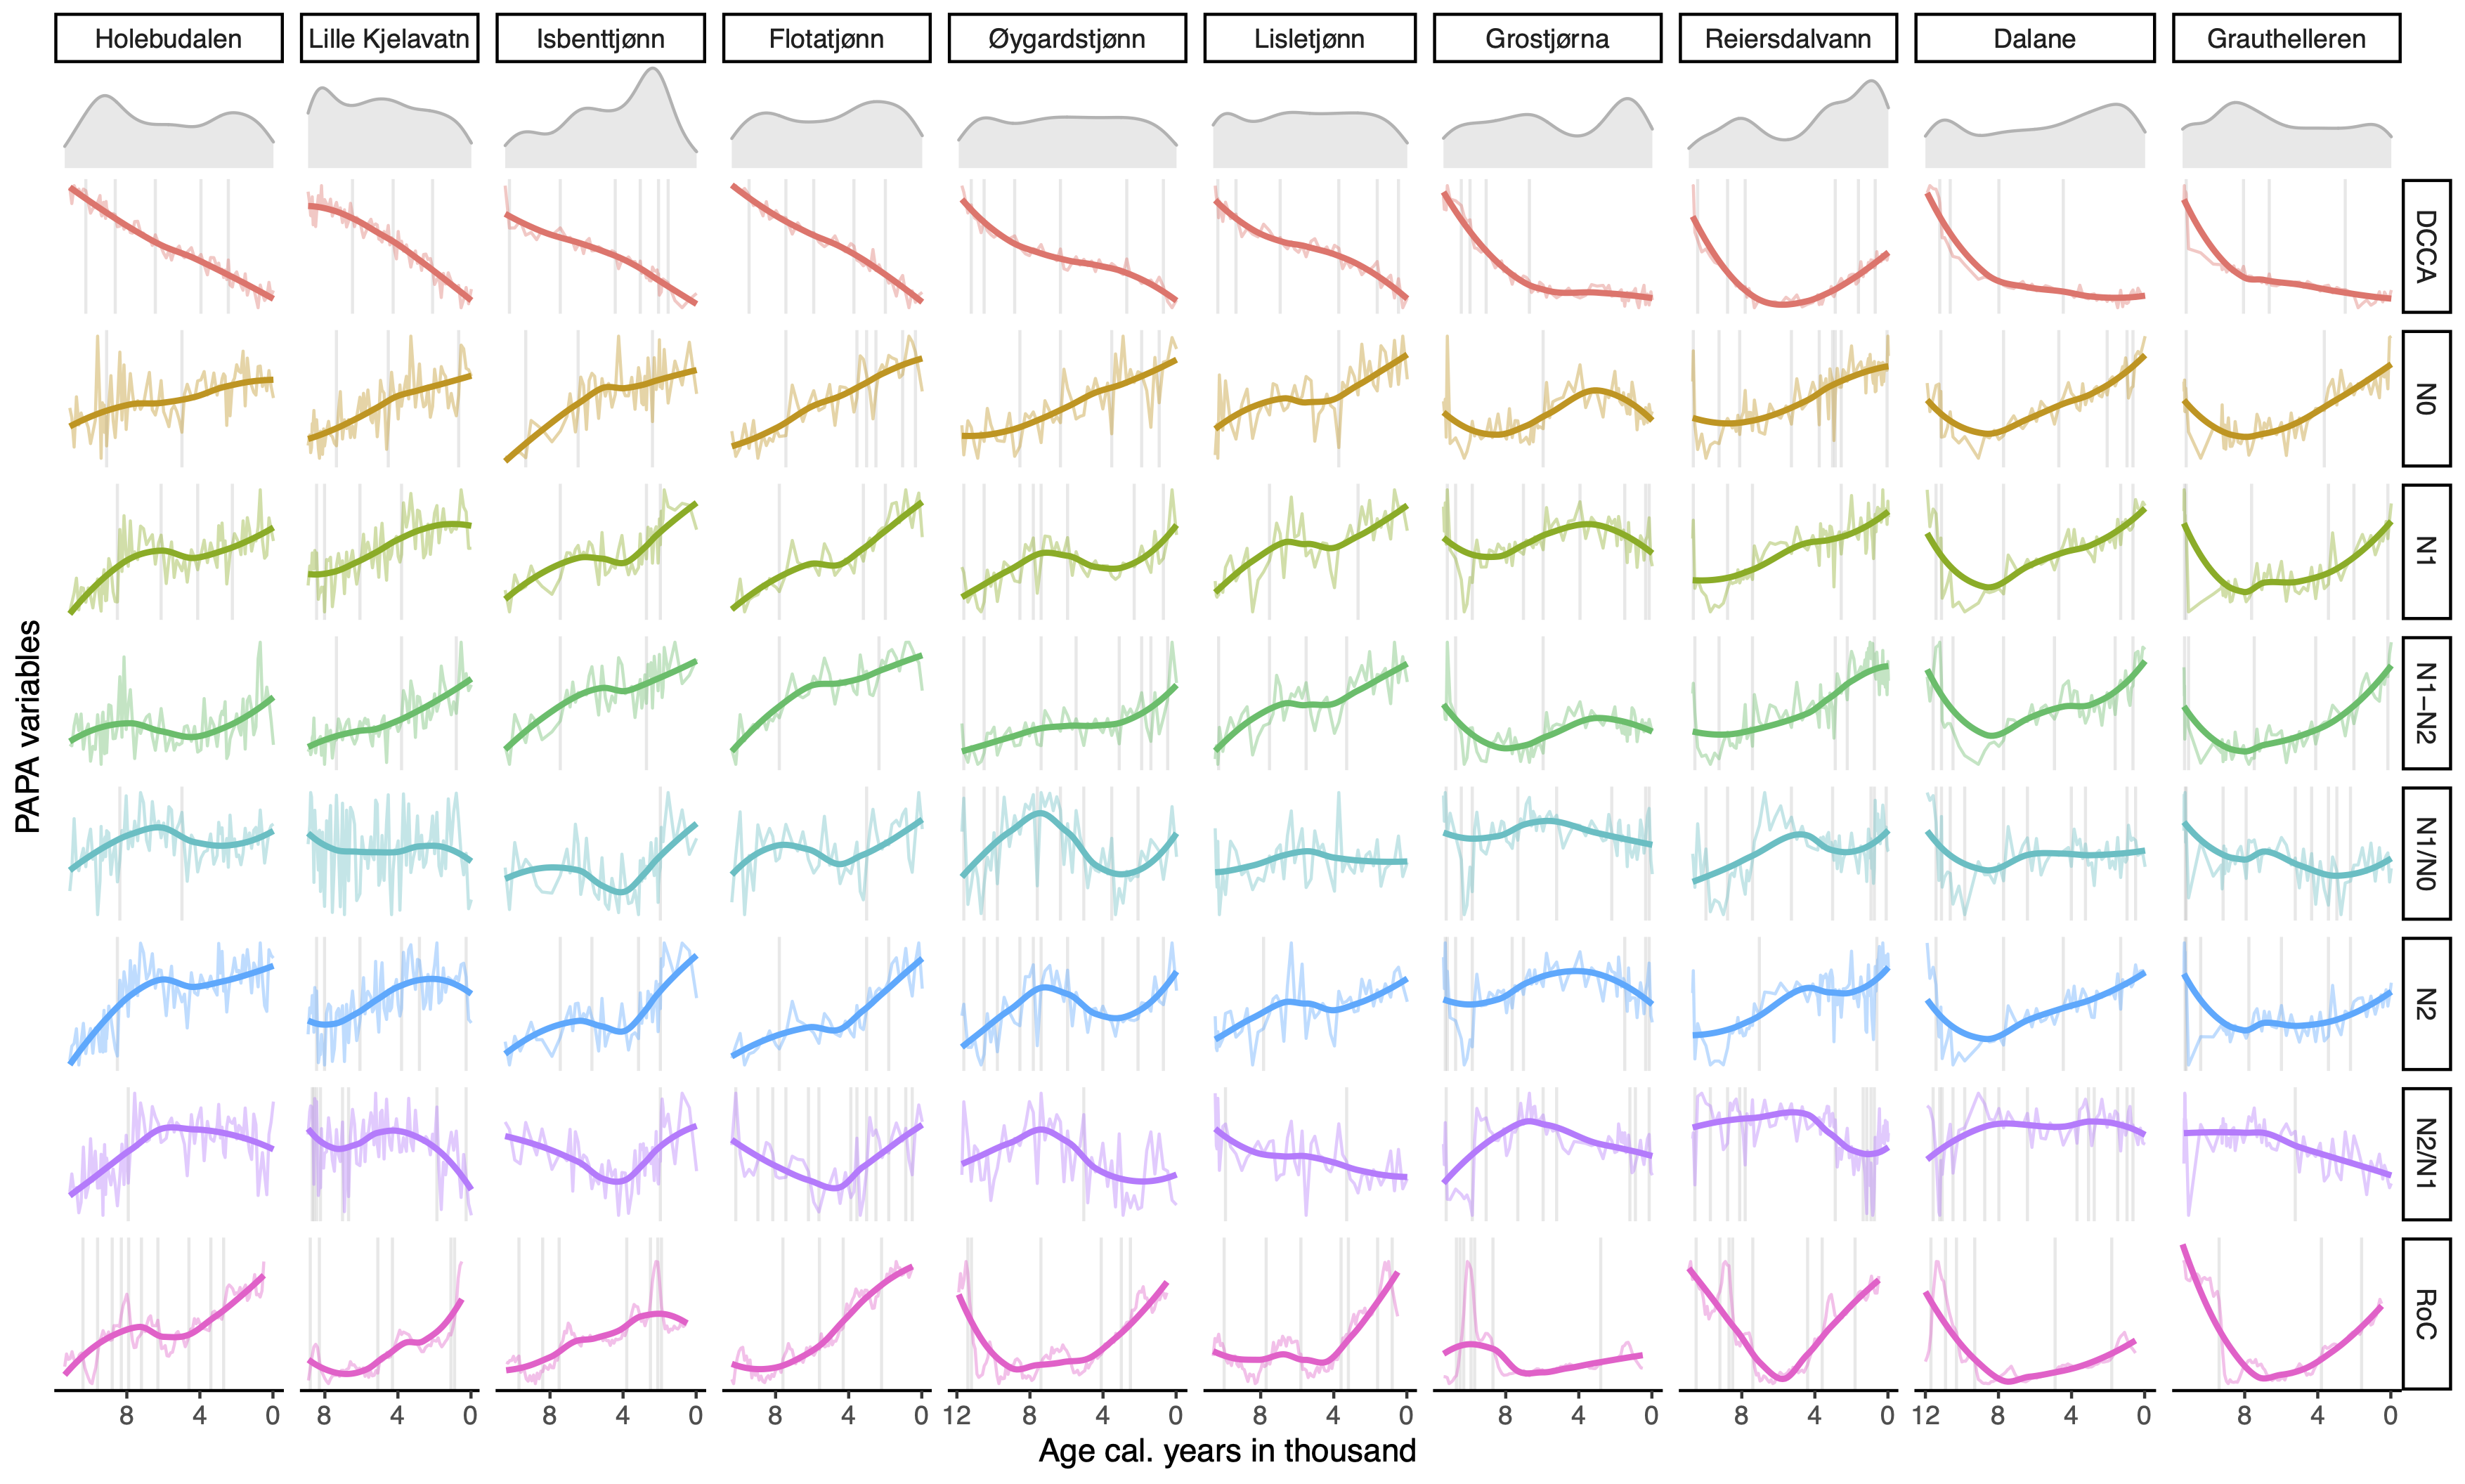 Holebudalen Lille Kjelavatn Isbenttjønn Flotatjønn Øygardstjønn Lisletjønn Grostjørna Reiersdalvann Dalane Grauthelleren
DCCA
N0
N1
N1−N2
N1/N0
N2
N2/N1
RoC
PAPA variables
8 4 0 8 4 0 8 4 0 8 4 0 12 8 4 0 8 4 0 8 4 0 8 4 0 12 8 4 0 8 4 0
Age cal. years in thousand